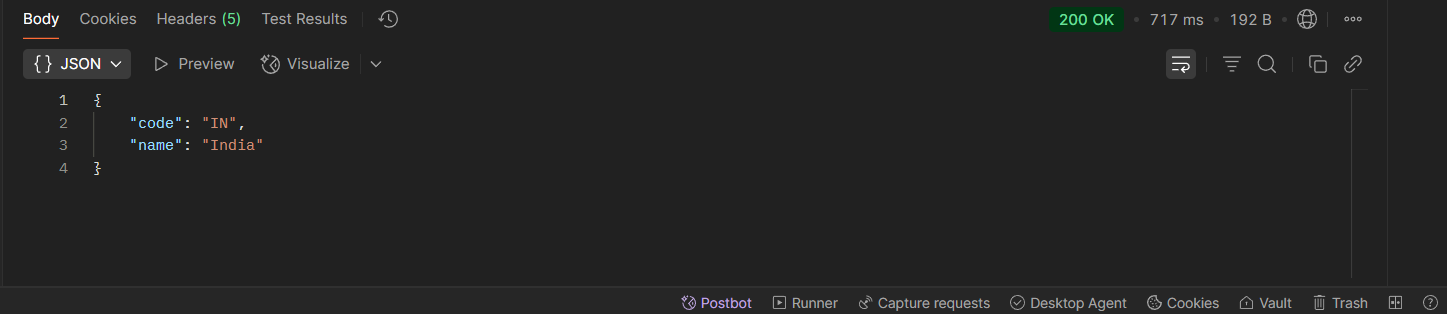 Body Cookies Headers (5) Test Results 200 OK • 717 ms • 192 B •
{} JSON Preview Visualize
1 {
2 "code": "IN",
3 "name": "India"
4 }
Postbot Runner Capture requests Desktop Agent Cookies Vault Trash